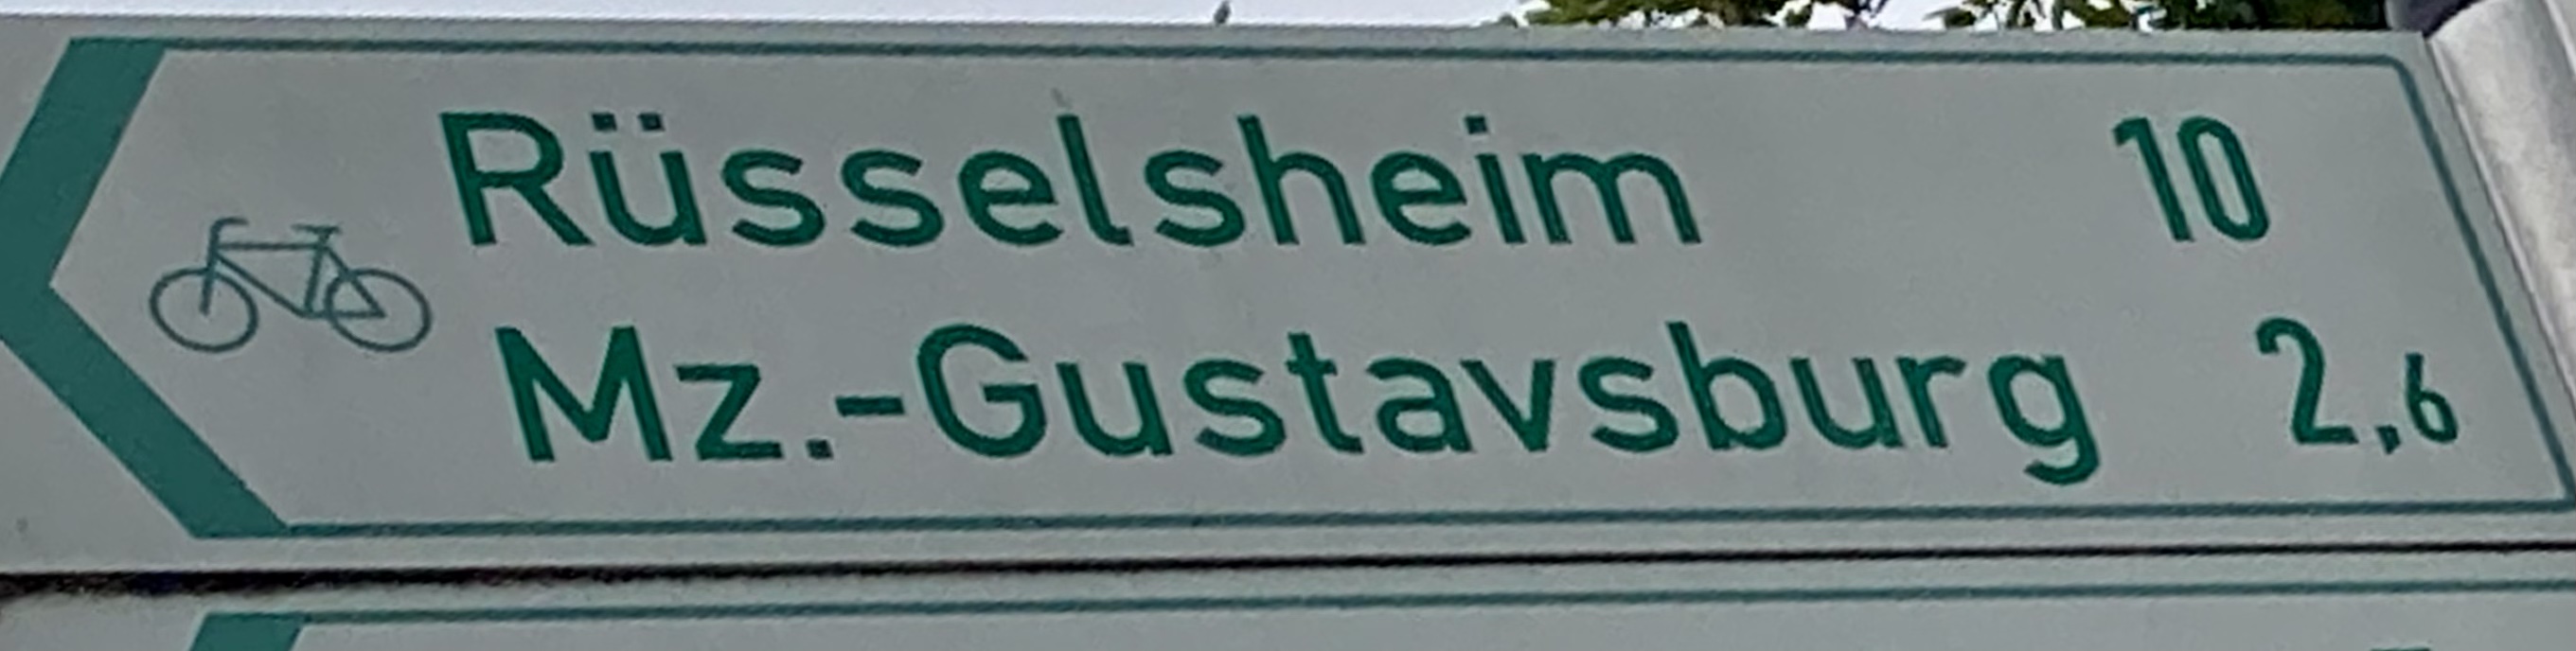 Rüsselsheim 10
Mz.-Gustavsburg 2,6